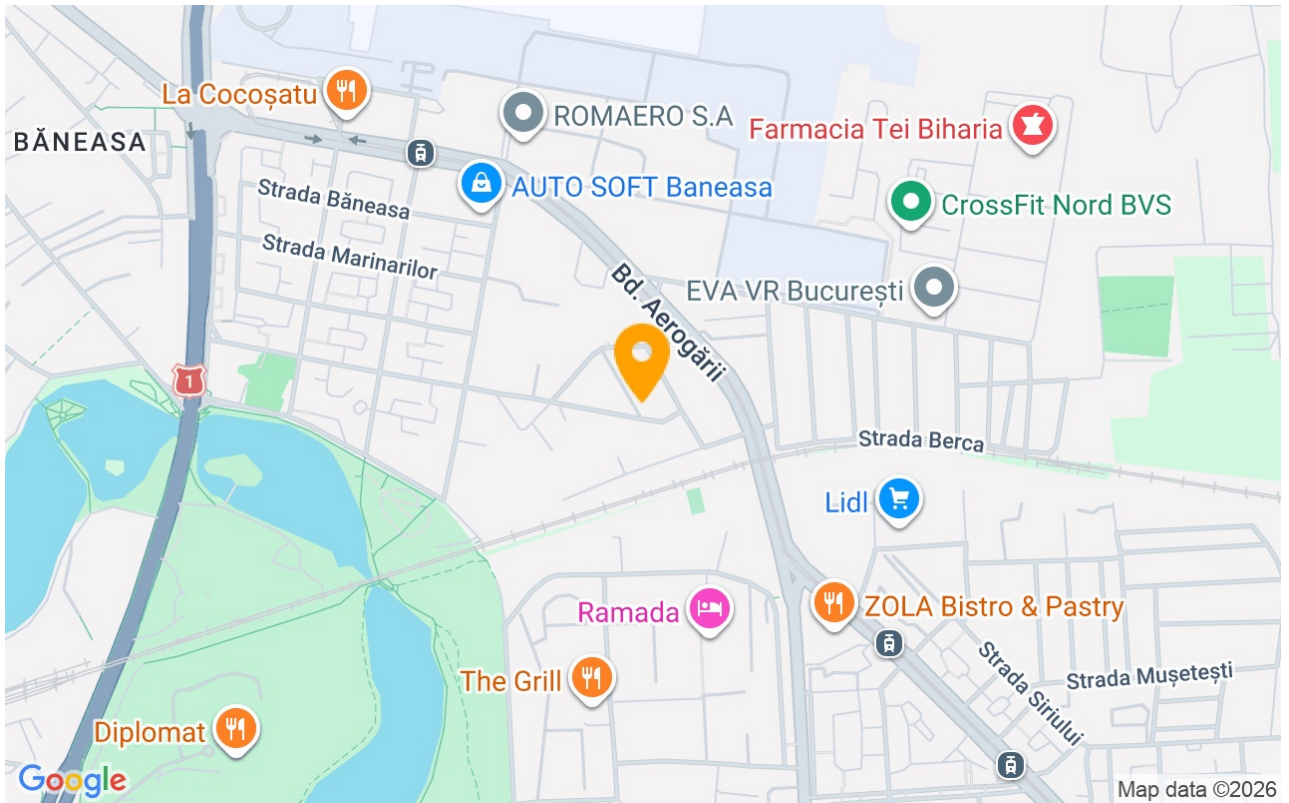 La Cocoșatu
ROMAERO S.A
Farmacia Tei Biharia
BĂNEASA
AUTO SOFT Baneasa
Strada Băneasa
CrossFit Nord BVS
Strada Marinarilor
Bd. Aerogării
EVA VR București
1
Strada Berca
Lidl
Ramada
ZOLA Bistro & Pastry
The Grill
Strada Siriului
Strada Mușetești
Diplomat
Google
Map data ©2026